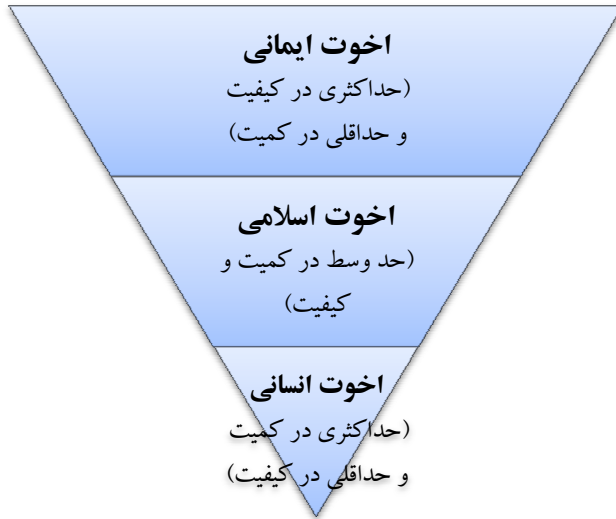 اخوت ایمانی
(حداکثری در کیفیت
و حداقلی در کمیت)
اخوت اسلامی
(حد وسط در کمیت و
کیفیت)
اخوت انسانی
(حداکثری در کمیت
و حداقلی در کیفیت)